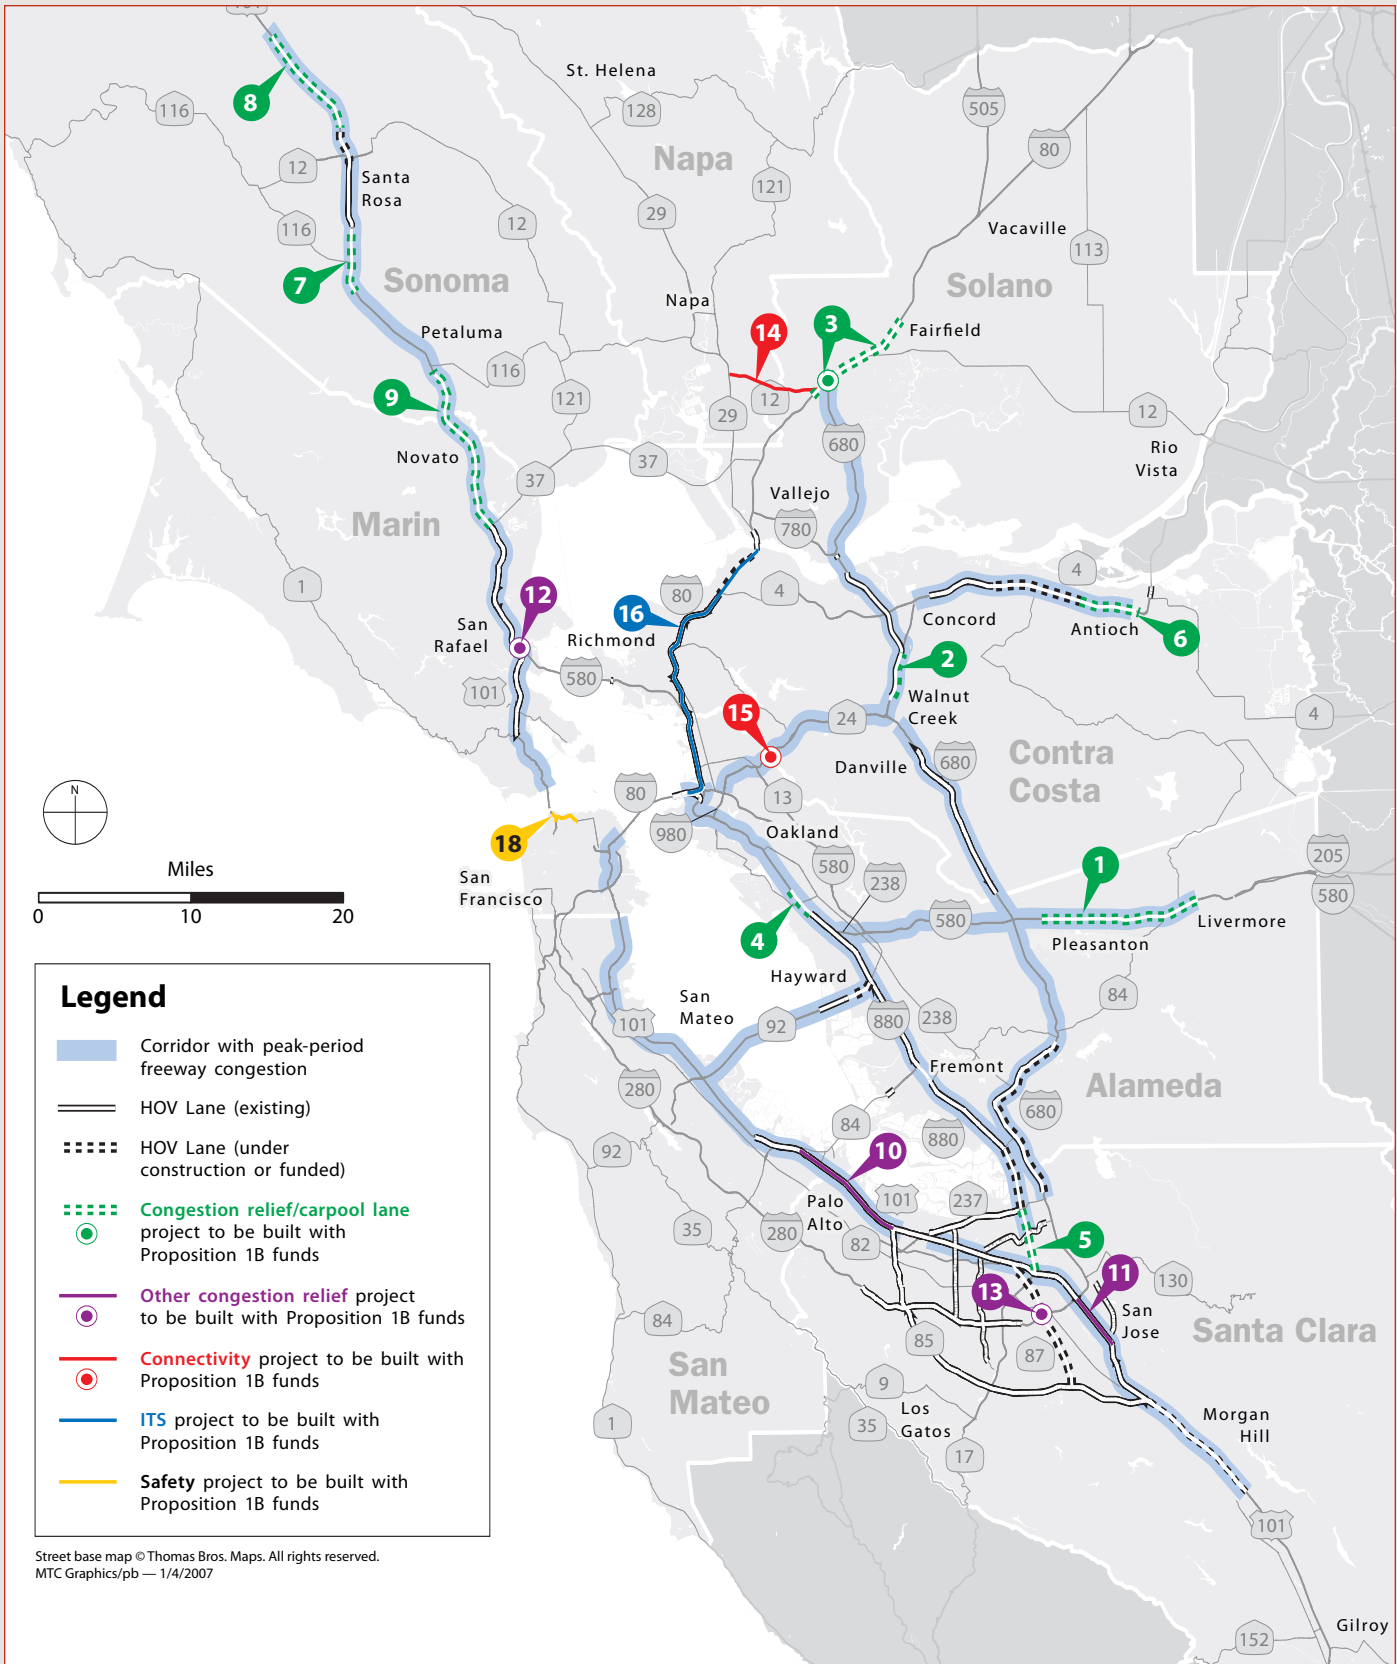 101
8
St. Helena
116
128
505
80
Napa
12
Santa
Rosa
121
29
116
12
Vacaville
113
7
Sonoma
Solano
Napa
14
3
Fairfield
Petaluma
116
9
121
12
29
12
680
Rio
Vista
Novato
37
37
Vallejo
Marin
780
1
12
80
4
4
16
San
Rafael
Richmond
Concord
Antioch
6
2
101
580
Walnut
Creek
15
24
4
Contra
Costa
Danville
680
N
80
13
18
980
Oakland
580
205
1
238
580
Miles
San
Francisco
0
10
20
580
Livermore
4
Pleasanton
Hayward
84
San
Mateo
101
92
880
238
Fremont
280
Alameda
680
84
880
92
10
Palo
Alto
101
237
35
280
82
5
11
13
130
San
Jose
84
85
87
Santa Clara
San
Mateo
9
Los
Gatos
1
35
17
Morgan
Hill
101
Gilroy
152
Legend
Corridor with peak-period
freeway congestion
HOV Lane (existing)
HOV Lane (under
construction or funded)
Congestion relief/carpool lane
project to be built with
Proposition 1B funds
Other congestion relief project
to be built with Proposition 1B funds
Connectivity project to be built with
Proposition 1B funds
ITS project to be built with
Proposition 1B funds
Safety project to be built with
Proposition 1B funds
Street base map © Thomas Bros. Maps. All rights reserved.
MTC Graphics/pb — 1/4/2007